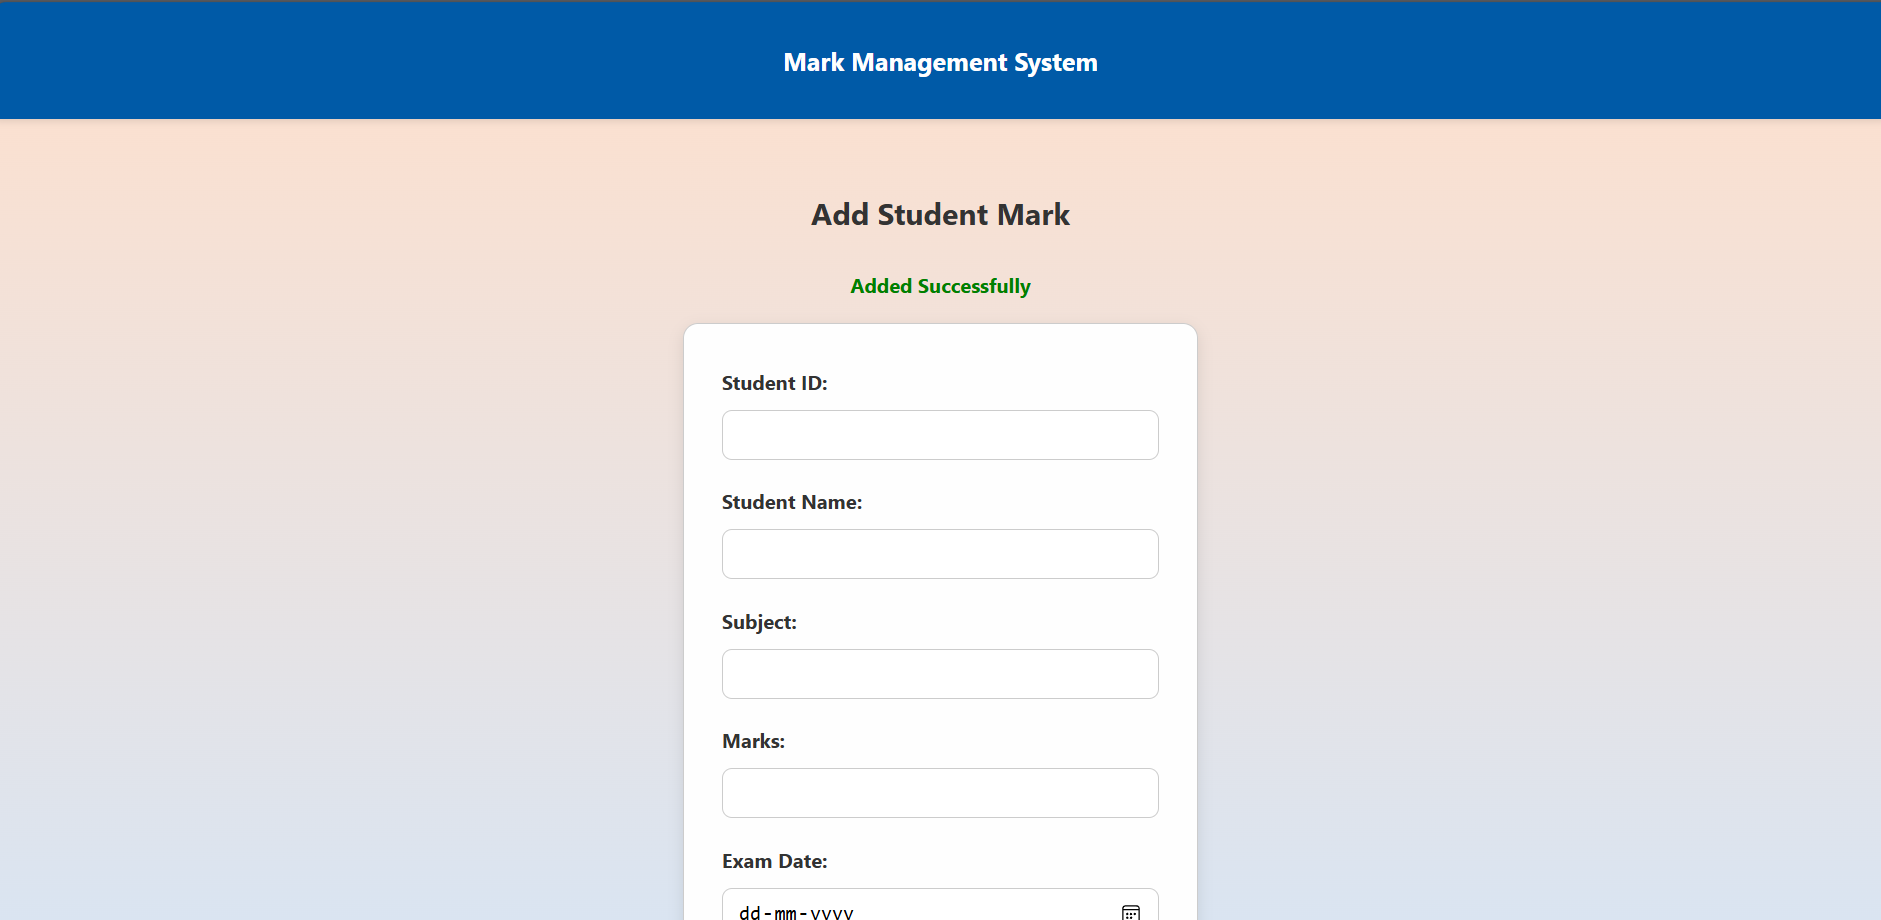 Mark Management System
Add Student Mark
Added Successfully
Student ID:
Student Name:
Subject:
Marks:
Exam Date:
dd-mm-yyyy